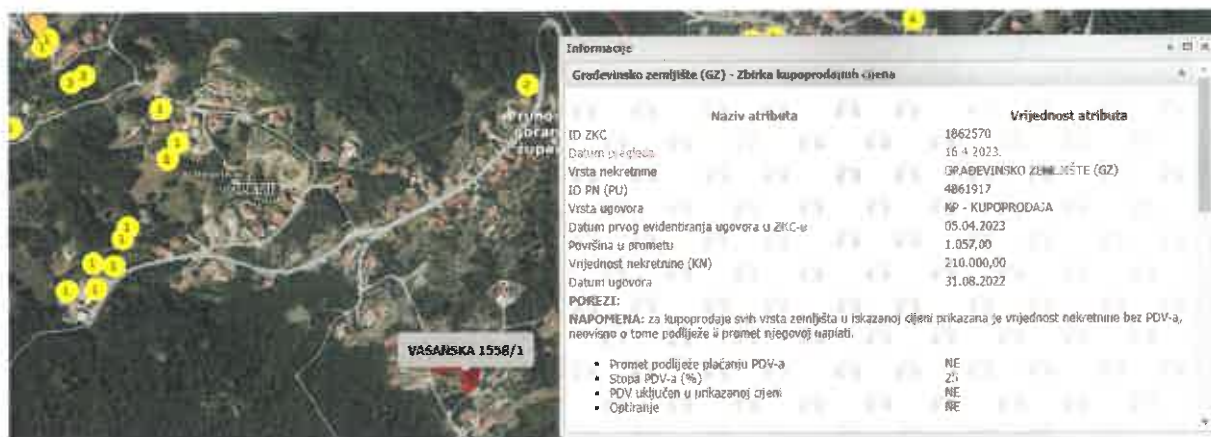 Informacije
Građevinsko zemljište (GZ) - Zbirka kupoprodajnih cijena
Naziv atributa Vrijednost atributa
ID ZKC 1862570
Datum pregleda 16.4.2023.
Vrsta nekretnine GRAĐEVINSKO ZEMLJIŠTE (GZ)
ID PN (PU) 4861917
Vrsta ugovora KP - KUPOPRODAJA
Datum prvog evidentiranja ugovora u ZKC-u 05.04.2023
Površina u prometu 1.057,00
Vrijednost nekretnine (KN) 210.000,00
Datum ugovora 31.08.2022
POREZI:
NAPOMENA: za kupoprodaje svih vrsta zemljišta u iskazanoj cijeni prikazana je vrijednost nekretnine bez PDV-a,
neovisno o tome podliježe li promet njegovoj naplati.
• Promet podliježe plaćanju PDV-a NE
• Stopa PDV-a (%) 25
• PDV uključen u prikazanoj cijeni NE
• Optiranje NE
VASANSKA 1558/1